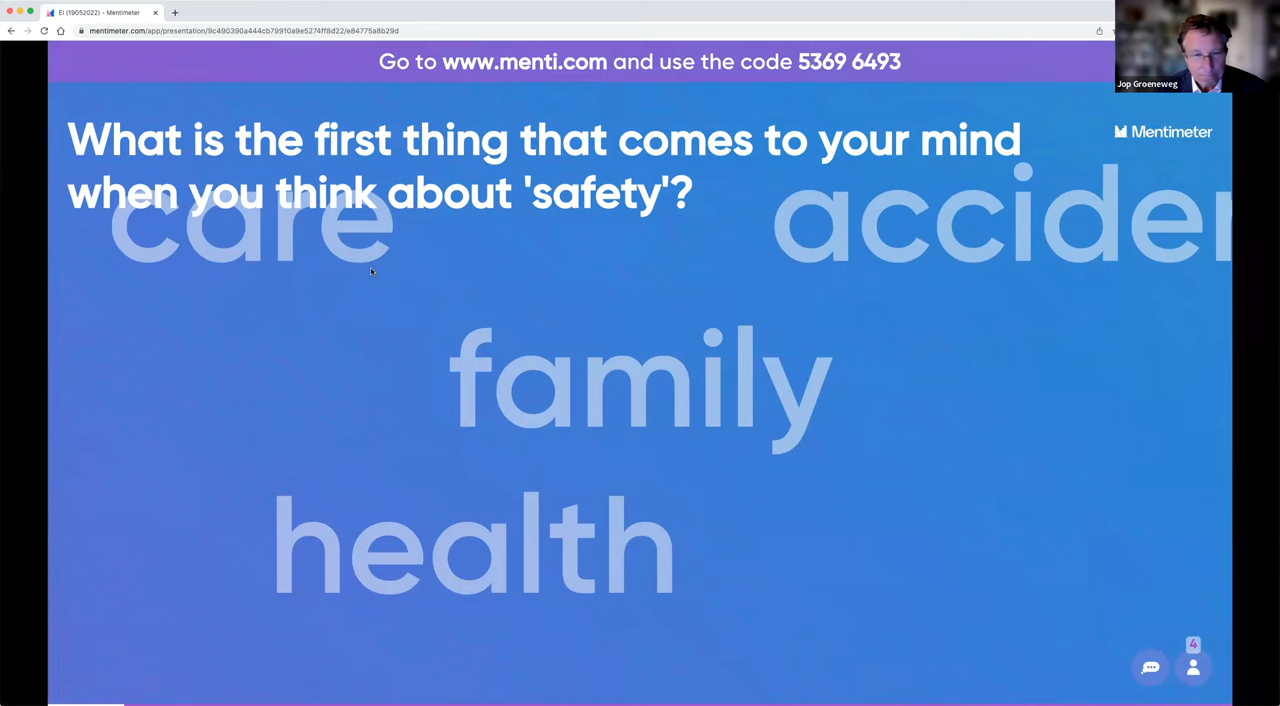 EI (19052022) - Mentimeter
mentimeter.com/app/presentation/9c490390a444cb79910a9e5274ff8d22/e84775a8b29d
Go to www.menti.com and use the code 5369 6493
Jop Groeneweg
What is the first thing that comes to your mind
when you think about 'safety'?
Mentimeter
care
acciden
family
health
4